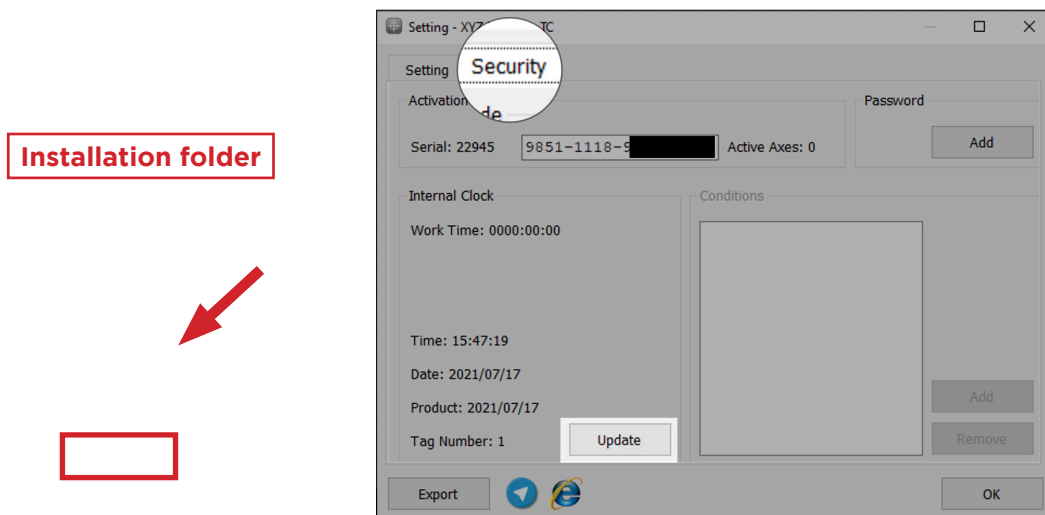 Setting - XYZ TC
Setting Security
Activation de
Password
Installation folder
Serial: 22945 9851-1118-9 Active Axes: 0
Add
Internal Clock
Conditions
Work Time: 0000:00:00
Time: 15:47:19
Date: 2021/07/17
Product: 2021/07/17
Add
Tag Number: 1
Update
Remove
Export
OK